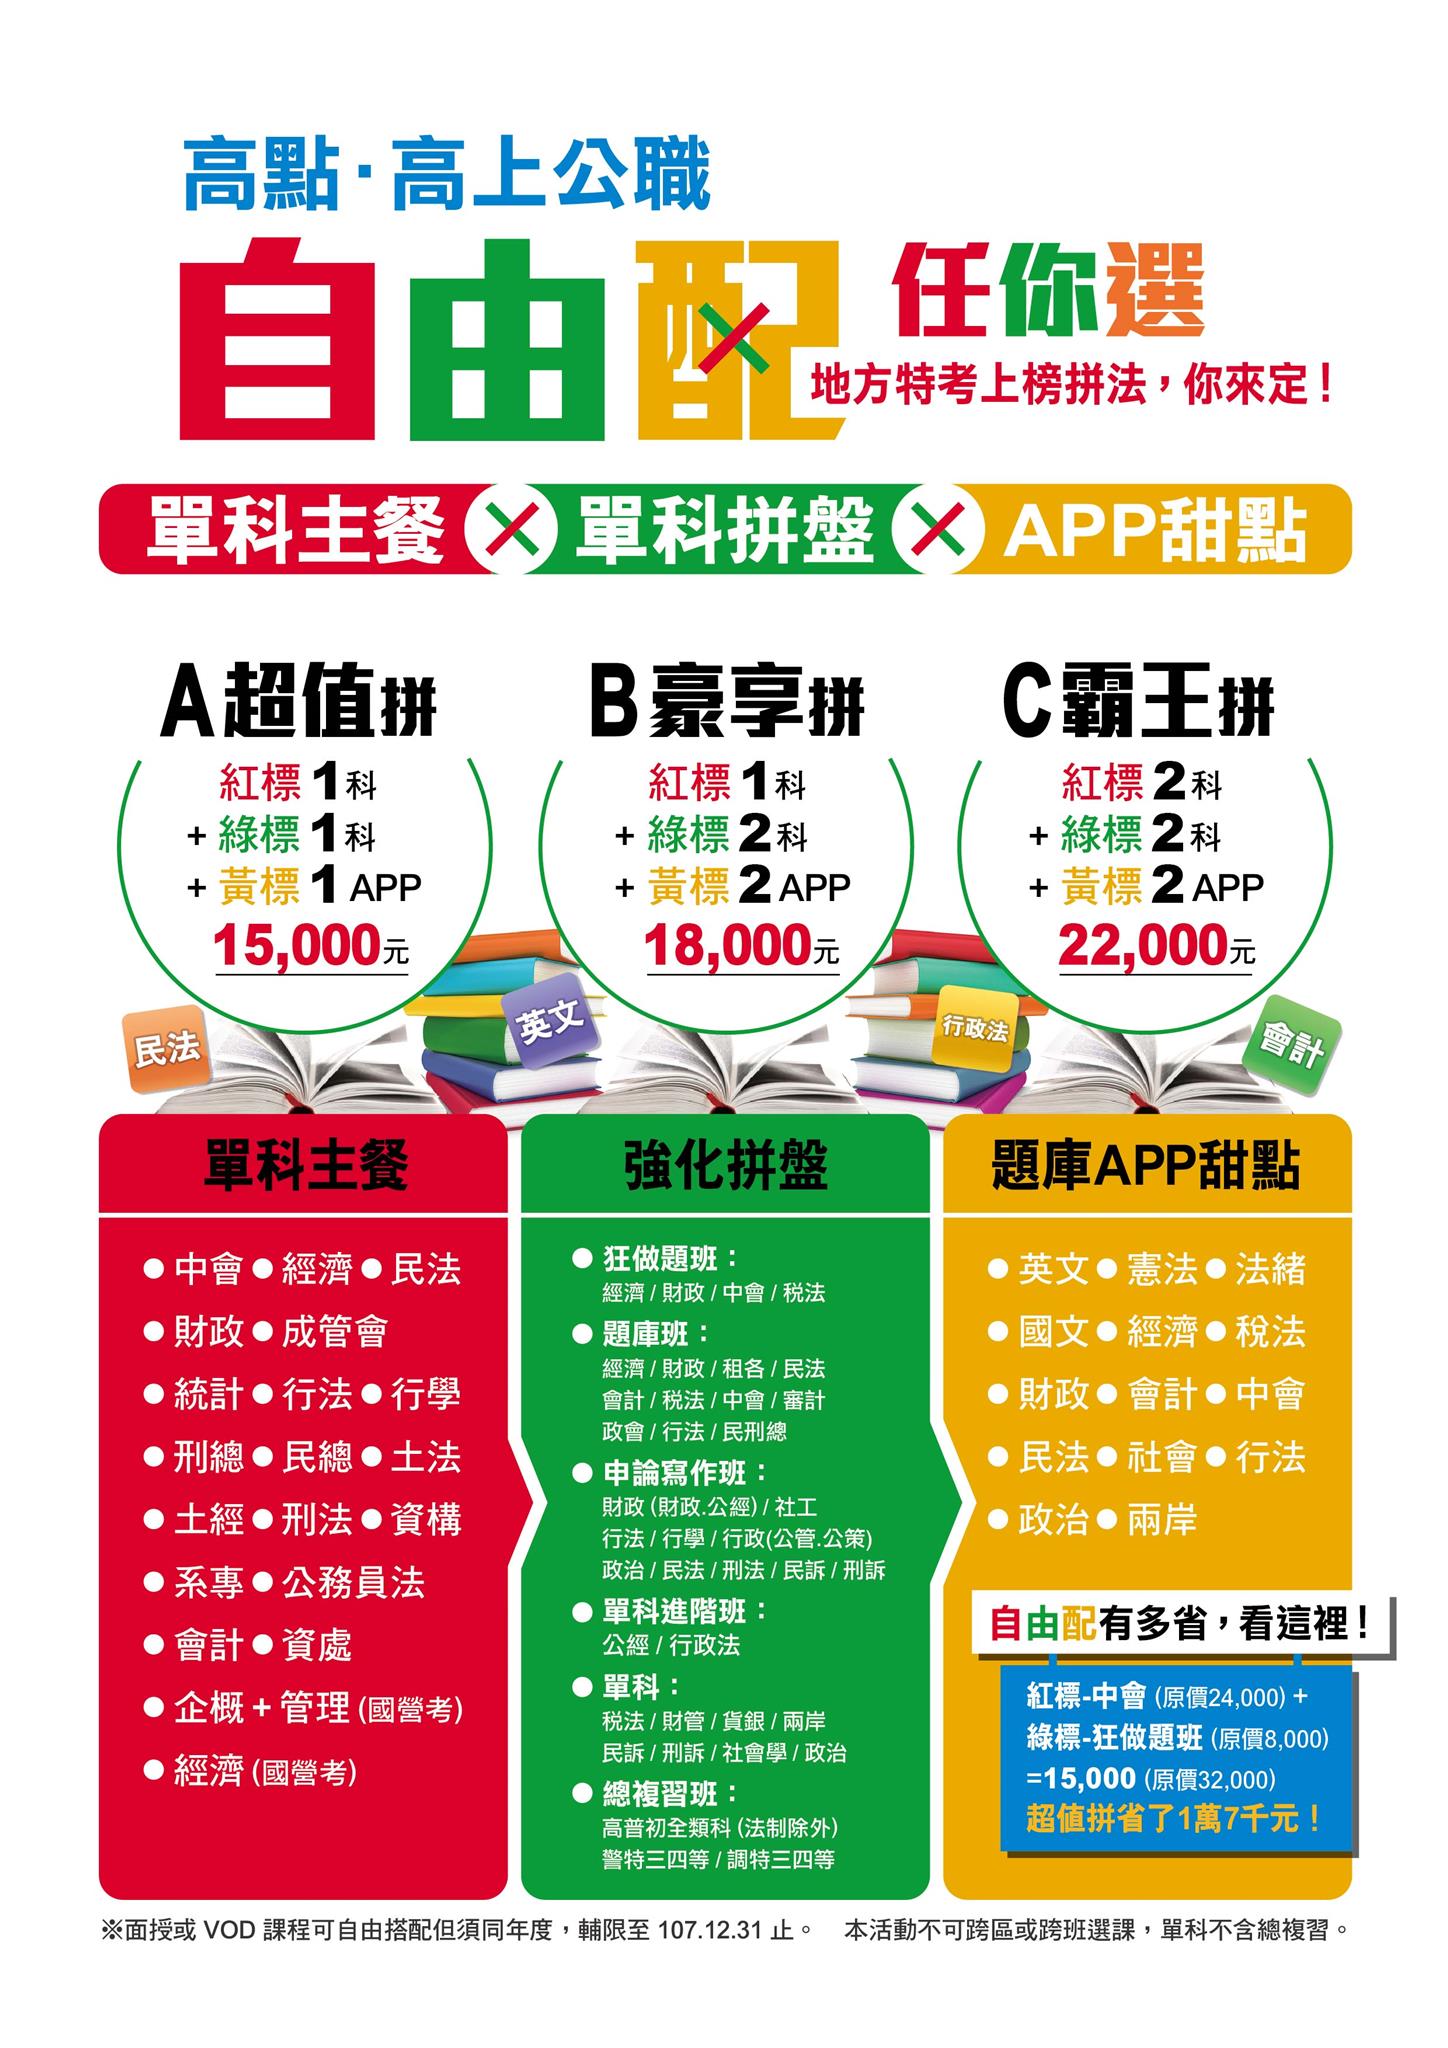 高點·高上公職
自由配 任你選
地方特考上榜拼法，你來定！
單科主餐 × 單科拼盤 × APP甜點
A超值拼
紅標1科
+ 綠標1科
+ 黃標1 APP
15,000元
B豪享拼
紅標1科
+ 綠標2科
+ 黃標2 APP
18,000元
C霸王拼
紅標2科
+ 綠標2科
+ 黃標2 APP
22,000元
民法
英文
行政法
會計
單科主餐
●中會●經濟●民法
●財政●成管會
●統計●行法●行學
●刑總●民總●土法
●土經●刑法●資構
●系專●公務員法
●會計●資處
●企概+管理(國營考)
●經濟(國營考)
強化拼盤
●狂做題班：
經濟/財政/中會/稅法
●題庫班：
經濟/財政/租各/民法
會計/稅法/中會/審計
政會/行法/民刑總
●申論寫作班：
財政(財政.公經)/社工
行法/行學/行政(公管.公策)
政治/民法/刑法/民訴/刑訴
●單科進階班：
公經/行政法
●單科：
稅法/財管/貨銀/兩岸
民訴/刑訴/社會學/政治
●總複習班：
高普初全類科(法制除外)
警特三四等/調特三四等
題庫APP甜點
●英文●憲法●法緒
●國文●經濟●稅法
●財政●會計●中會
●民法●社會●行法
●政治●兩岸
自由配有多省，看這裡！
紅標-中會(原價24,000)+
綠標-狂做題班(原價8,000)
=15,000(原價32,000)
超值拼省了1萬7千元！
※面授或 VOD 課程可自由搭配但須同年度，輔限至 107.12.31 止。 本活動不可跨區或跨班選課，單科不含總複習。